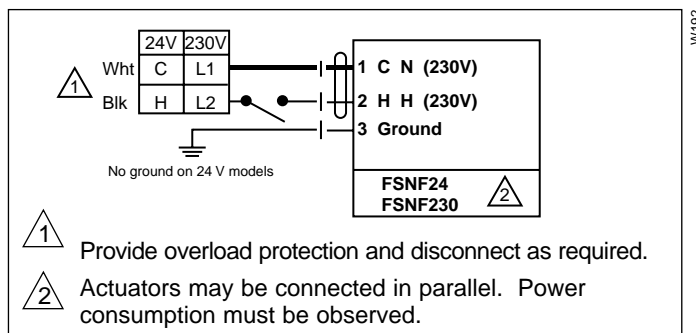 W192
24V 230V
Wht C L1 1 C N (230V)
1
Blk H L2 2 H H (230V)
3 Ground
No ground on 24 V models
FSNF24
FSNF230 2
1 Provide overload protection and disconnect as required.
2 Actuators may be connected in parallel. Power
consumption must be observed.